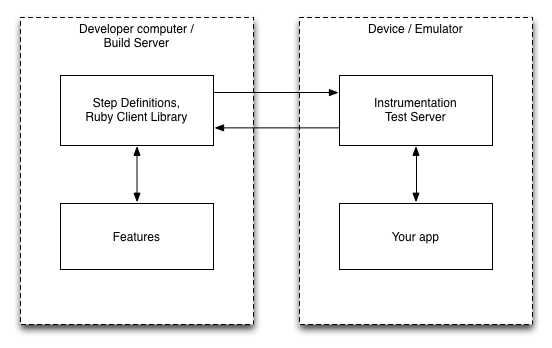 Developer computer /
Build Server
Device / Emulator
Step Definitions,
Ruby Client Library
Instrumentation
Test Server
Features
Your app